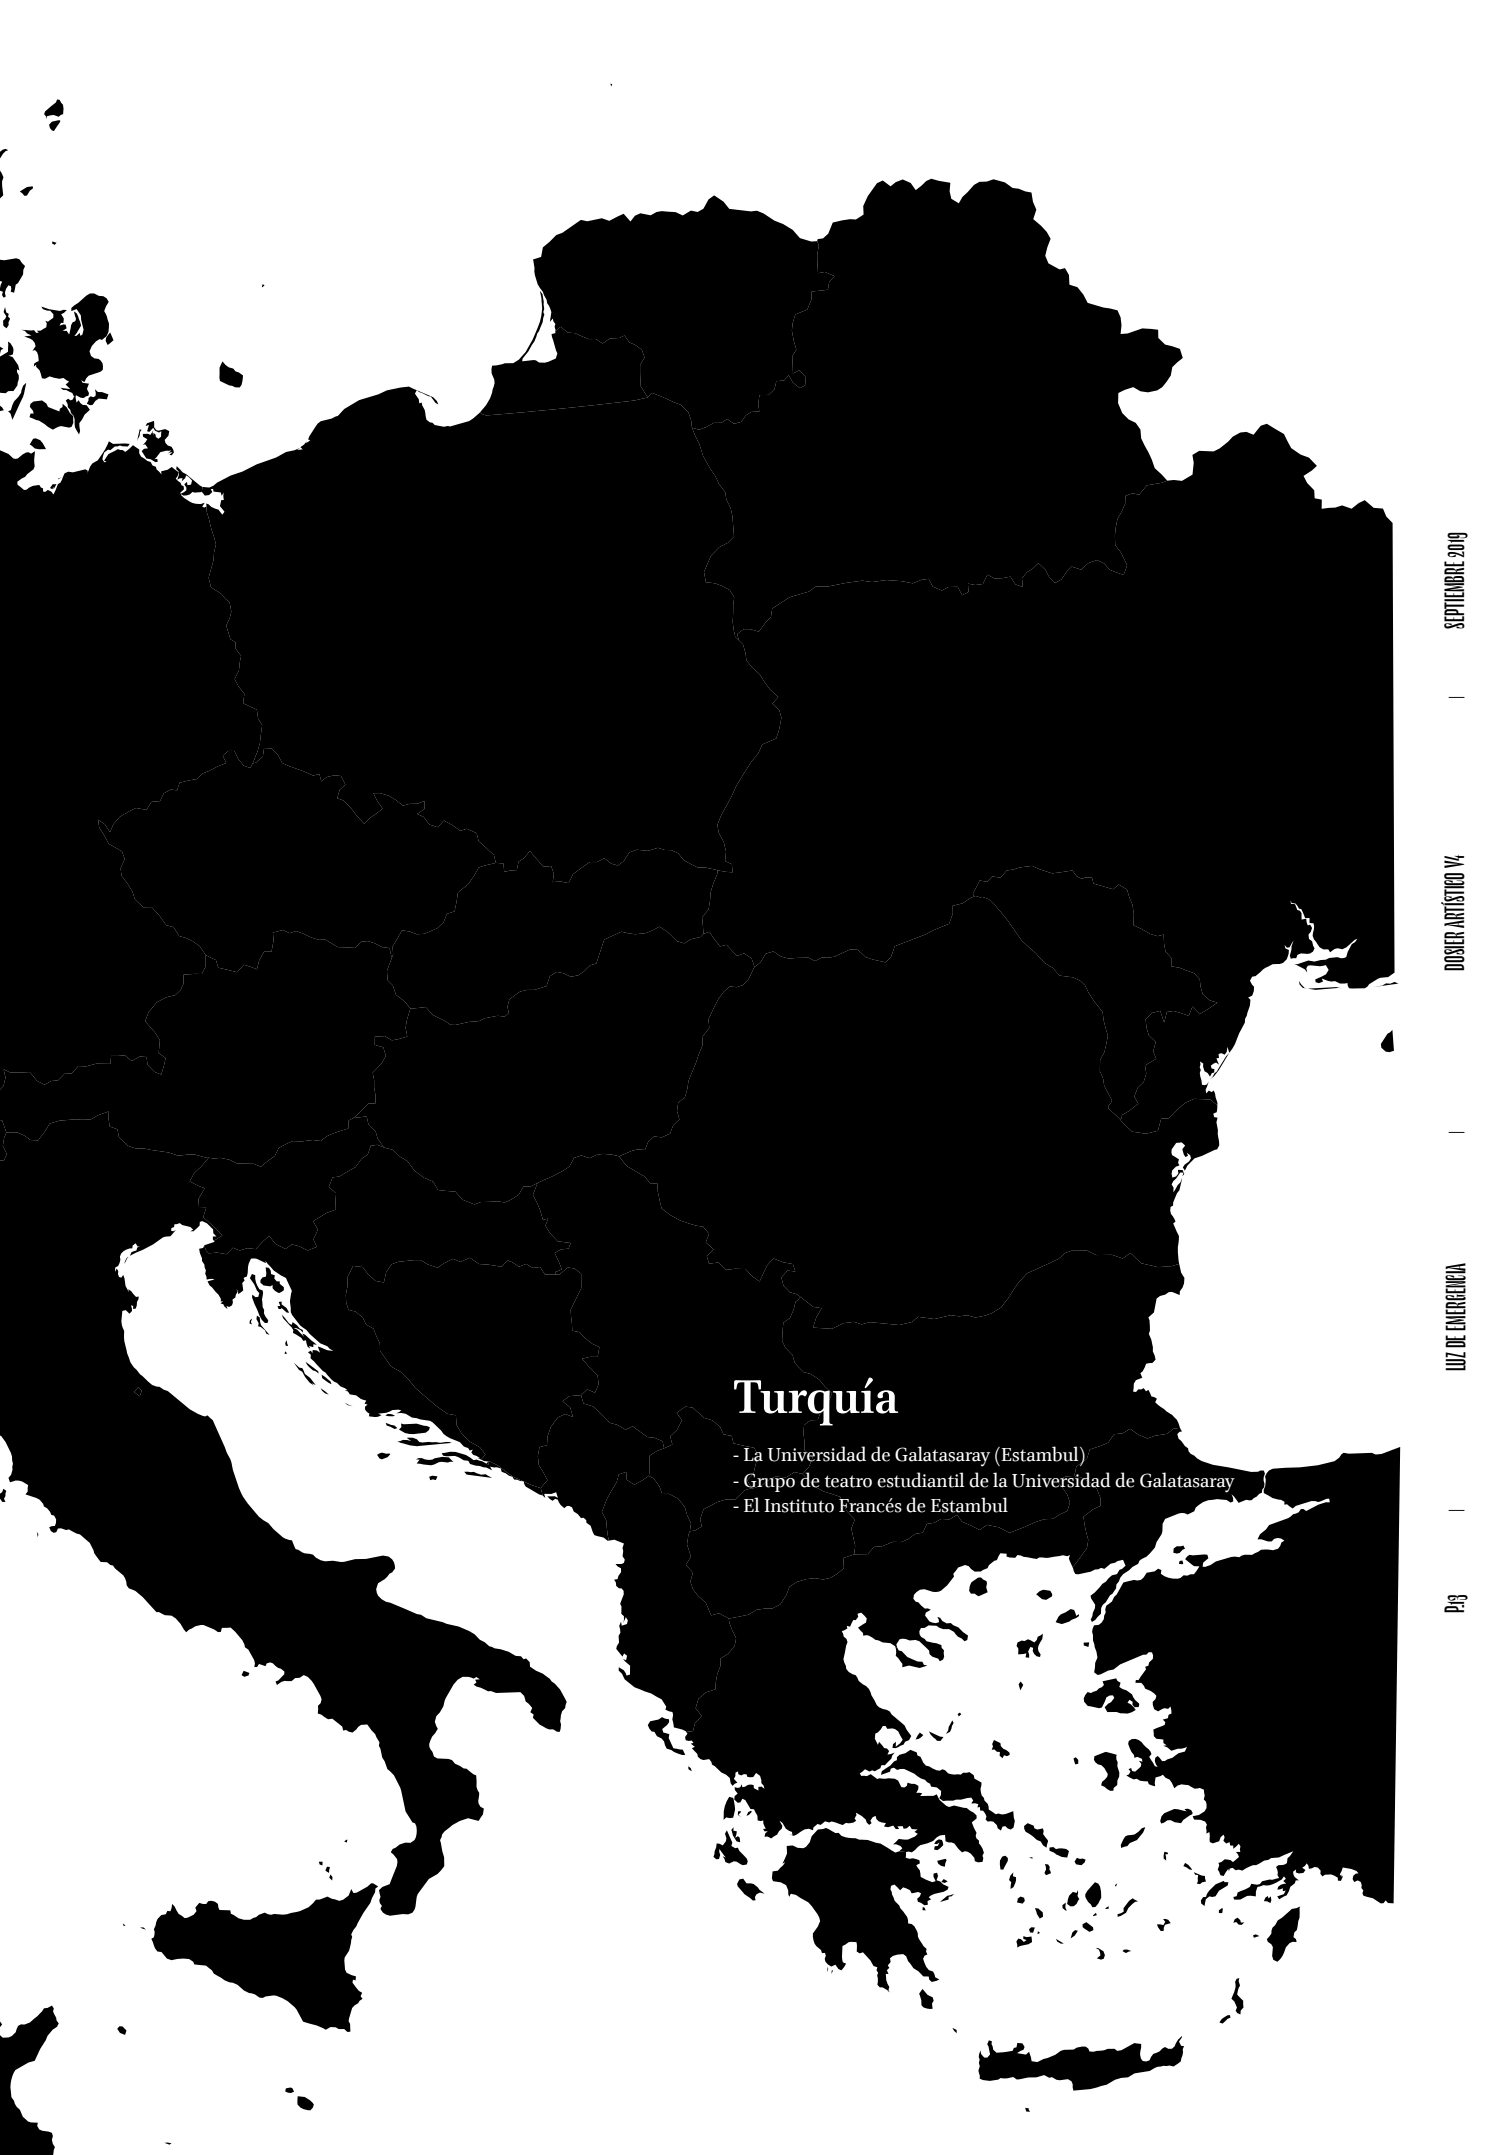 Turquía
- La Universidad de Galatasaray (Estambul)
- Grupo de teatro estudiantil de la Universidad de Galatasaray
- El Instituto Francés de Estambul
SEPTIEMBRE 2019
DOSIER ARTÍSTICO V4
LUZ DE EMERGENCIA
P.13